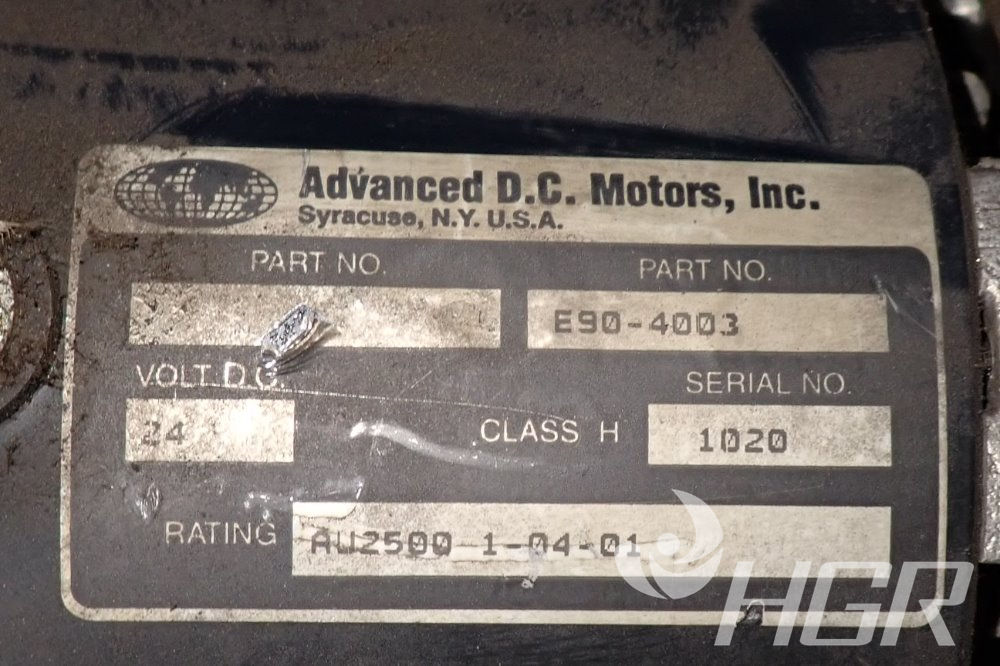 Advanced D.C. Motors, Inc.
Syracuse, N.Y. U.S.A.
PART NO. PART NO.
E90-4003
VOLT D.C. SERIAL NO.
24 CLASS H 1020
RATING AU2500 1-04-01
HGR